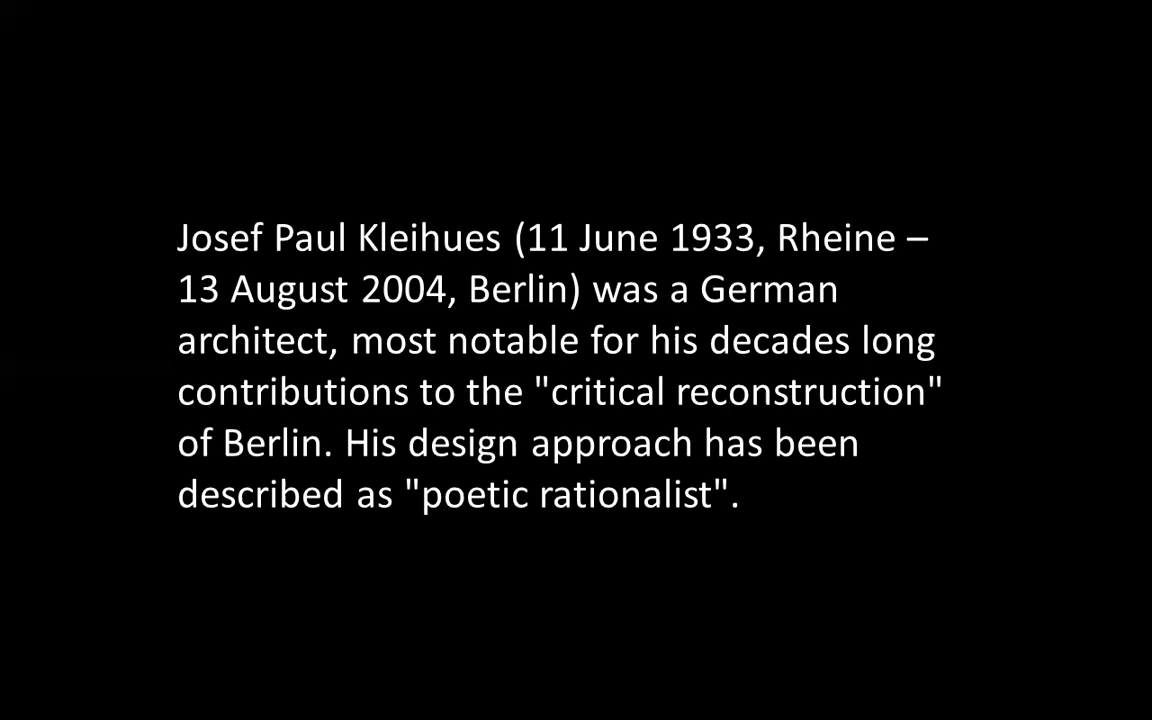 Josef Paul Kleihues (11 June 1933, Rheine –
13 August 2004, Berlin) was a German
architect, most notable for his decades long
contributions to the "critical reconstruction"
of Berlin. His design approach has been
described as "poetic rationalist".